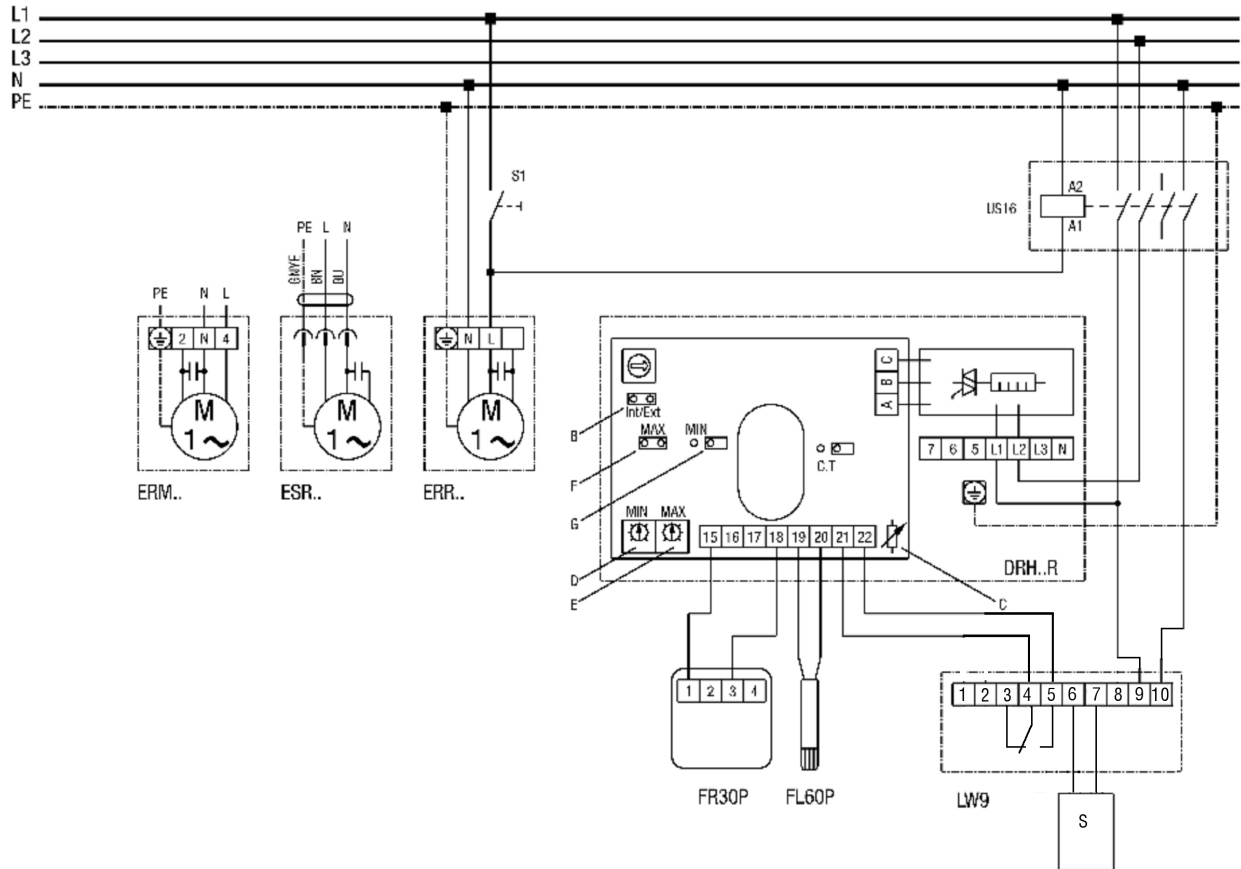 L1
L2
L3
N
PE
S1
A2
US16
A1
PE L N
GNYE
BN
BU
PE N L
2 N 4
N L
M
1~
M
1~
M
1~
ERM..
ESR..
ERR..
Int/Ext
MAX MIN
C.T
C
B
A
7 6 5 L1 L2 L3 N
B
F
G
MIN MAX
15 16 17 18 19 20 21 22
D
E
C
DRH..R
1 2 3 4
FR30P
FL60P
1 2 3 4 5 6 7 8 9 10
LW9
S